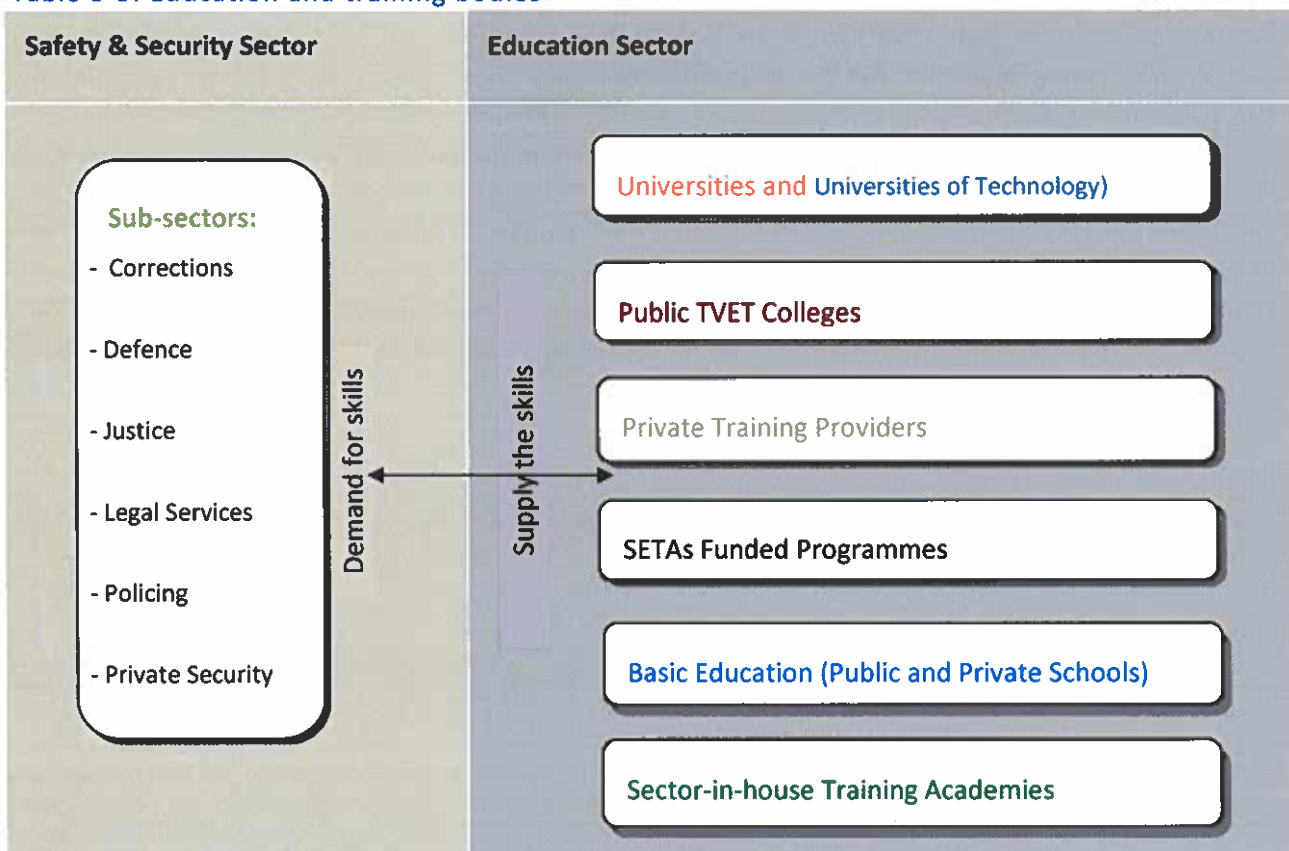 Safety & Security Sector
Education Sector
Sub-sectors:
- Corrections
- Defence
- Justice
- Legal Services
- Policing
- Private Security
Demand for skills
Supply the skills
Universities and Universities of Technology)
Public TVET Colleges
Private Training Providers
SETAs Funded Programmes
Basic Education (Public and Private Schools)
Sector-in-house Training Academies